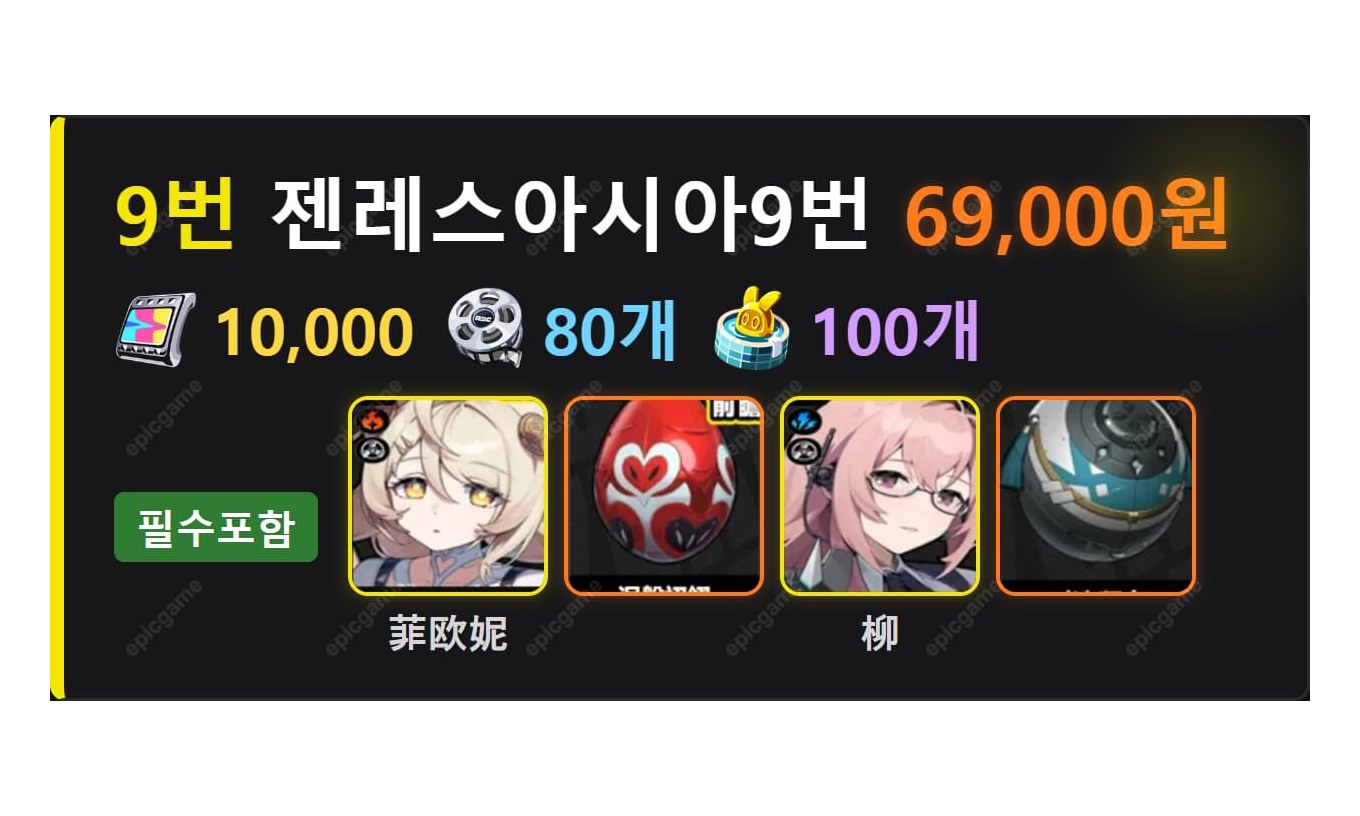 9번 젠레스아시아9번 69,000원
10,000 80개 100개
필수포함
菲欧妮 柳
epicgame